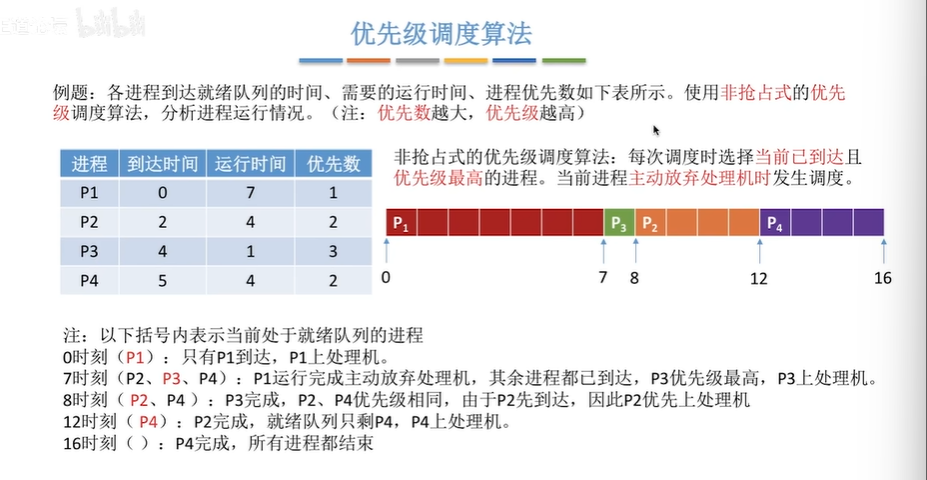 bilibili
优先级调度算法
例题：各进程到达就绪队列的时间、需要的运行时间、进程优先数如下表所示。使用非抢占式的优先
级调度算法，分析进程运行情况。（注：优先数越大，优先级越高）
进程 到达时间 运行时间 优先数
P1 0 7 1
P2 2 4 2
P3 4 1 3
P4 5 4 2
非抢占式的优先级调度算法：每次调度时选择当前已到达且
优先级最高的进程。当前进程主动放弃处理机时发生调度。
P1 P3 P2 P4
0 7 8 12 16
注：以下括号内表示当前处于就绪队列的进程
0时刻（P1）：只有P1到达，P1上处理机。
7时刻（P2、P3、P4）：P1运行完成主动放弃处理机，其余进程都已到达，P3优先级最高，P3上处理机。
8时刻（P2、P4）：P3完成，P2、P4优先级相同，由于P2先到达，因此P2优先上处理机
12时刻（P4）：P2完成，就绪队列只剩P4，P4上处理机。
16时刻（ ）：P4完成，所有进程都结束